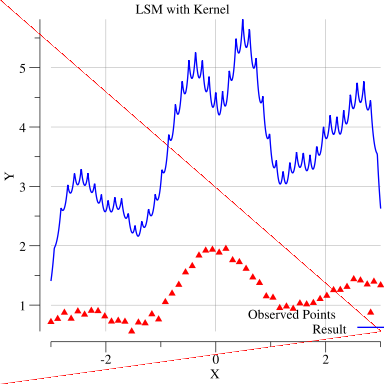 LSM with Kernel
5
4
3
2
1
Y
Observed Points
Result
-2 0 2
X